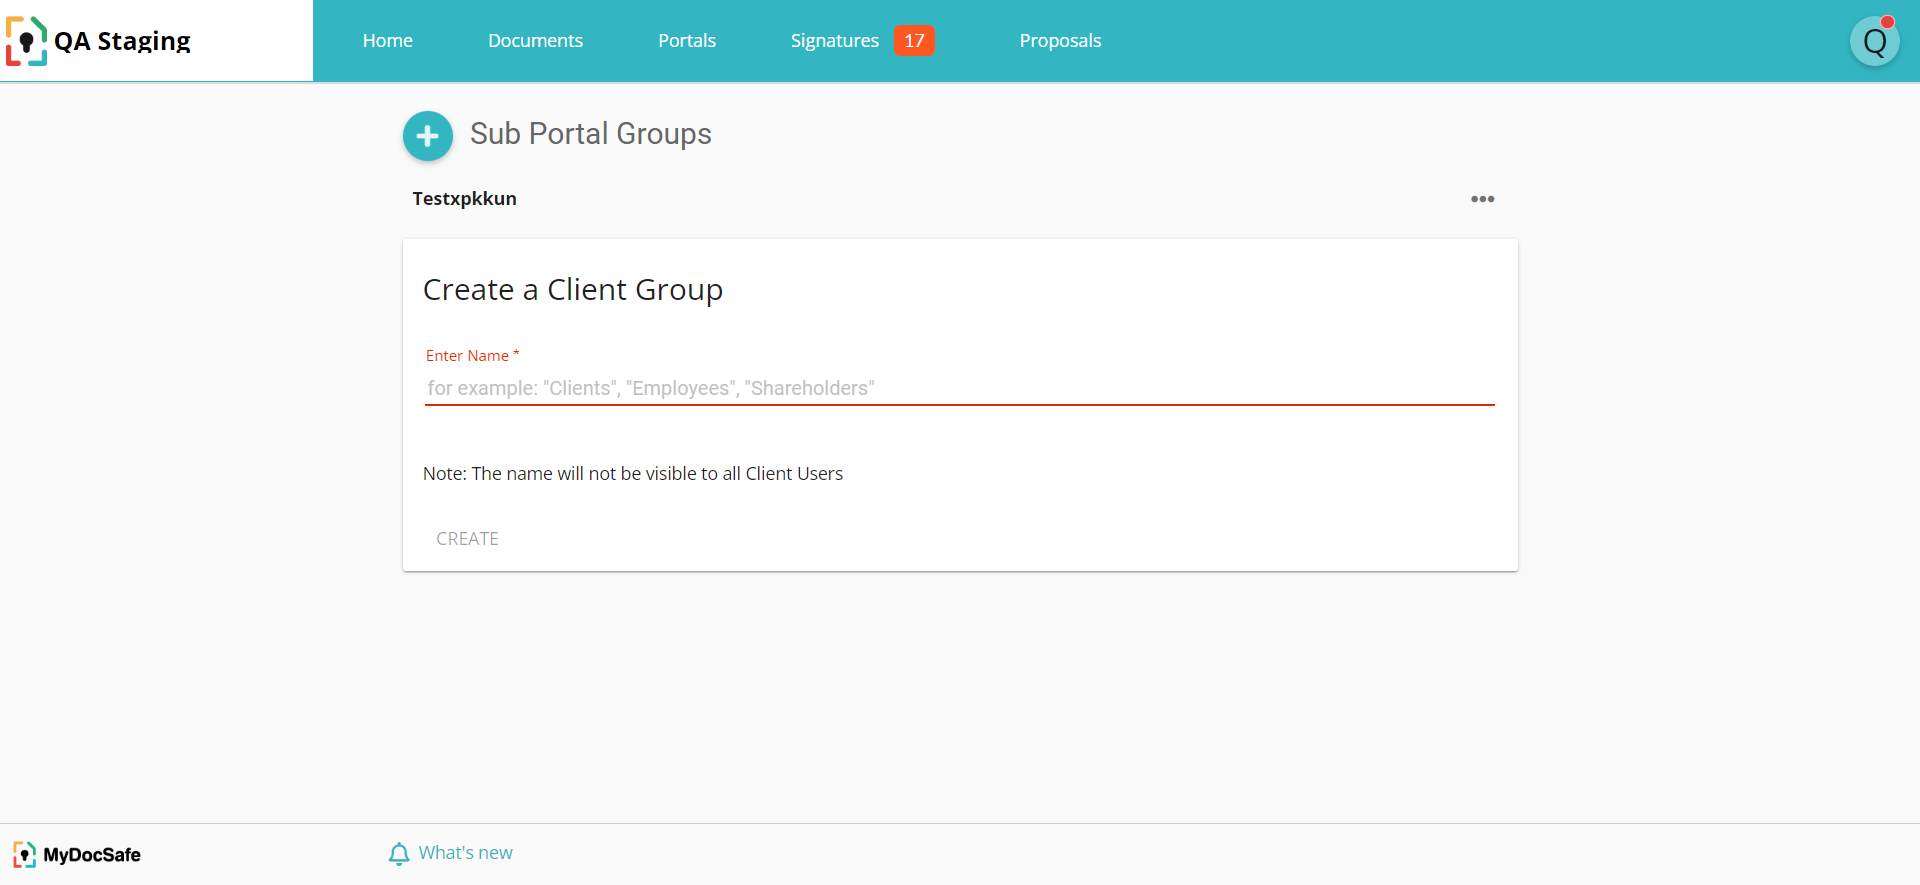 QA Staging
Home
Documents
Portals
Signatures 17
Proposals
Q
Sub Portal Groups
Testxpkkun
Create a Client Group
Enter Name *
for example: "Clients", "Employees", "Shareholders"
Note: The name will not be visible to all Client Users
CREATE
MyDocSafe
What's new